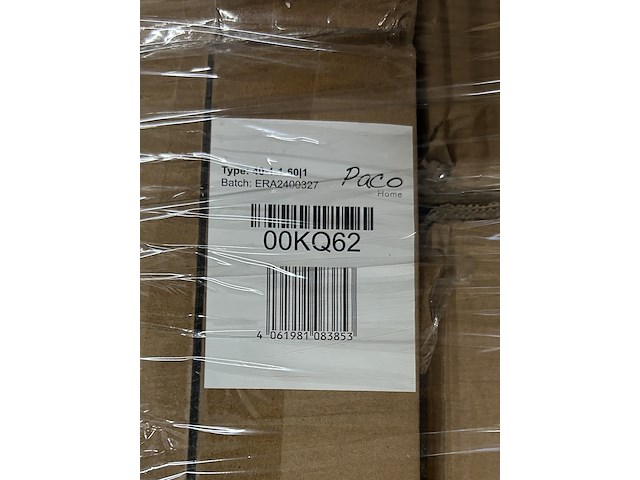 Type:
Batch: ERA2400327
Paco
Home
00KQ62
4 061981 083853